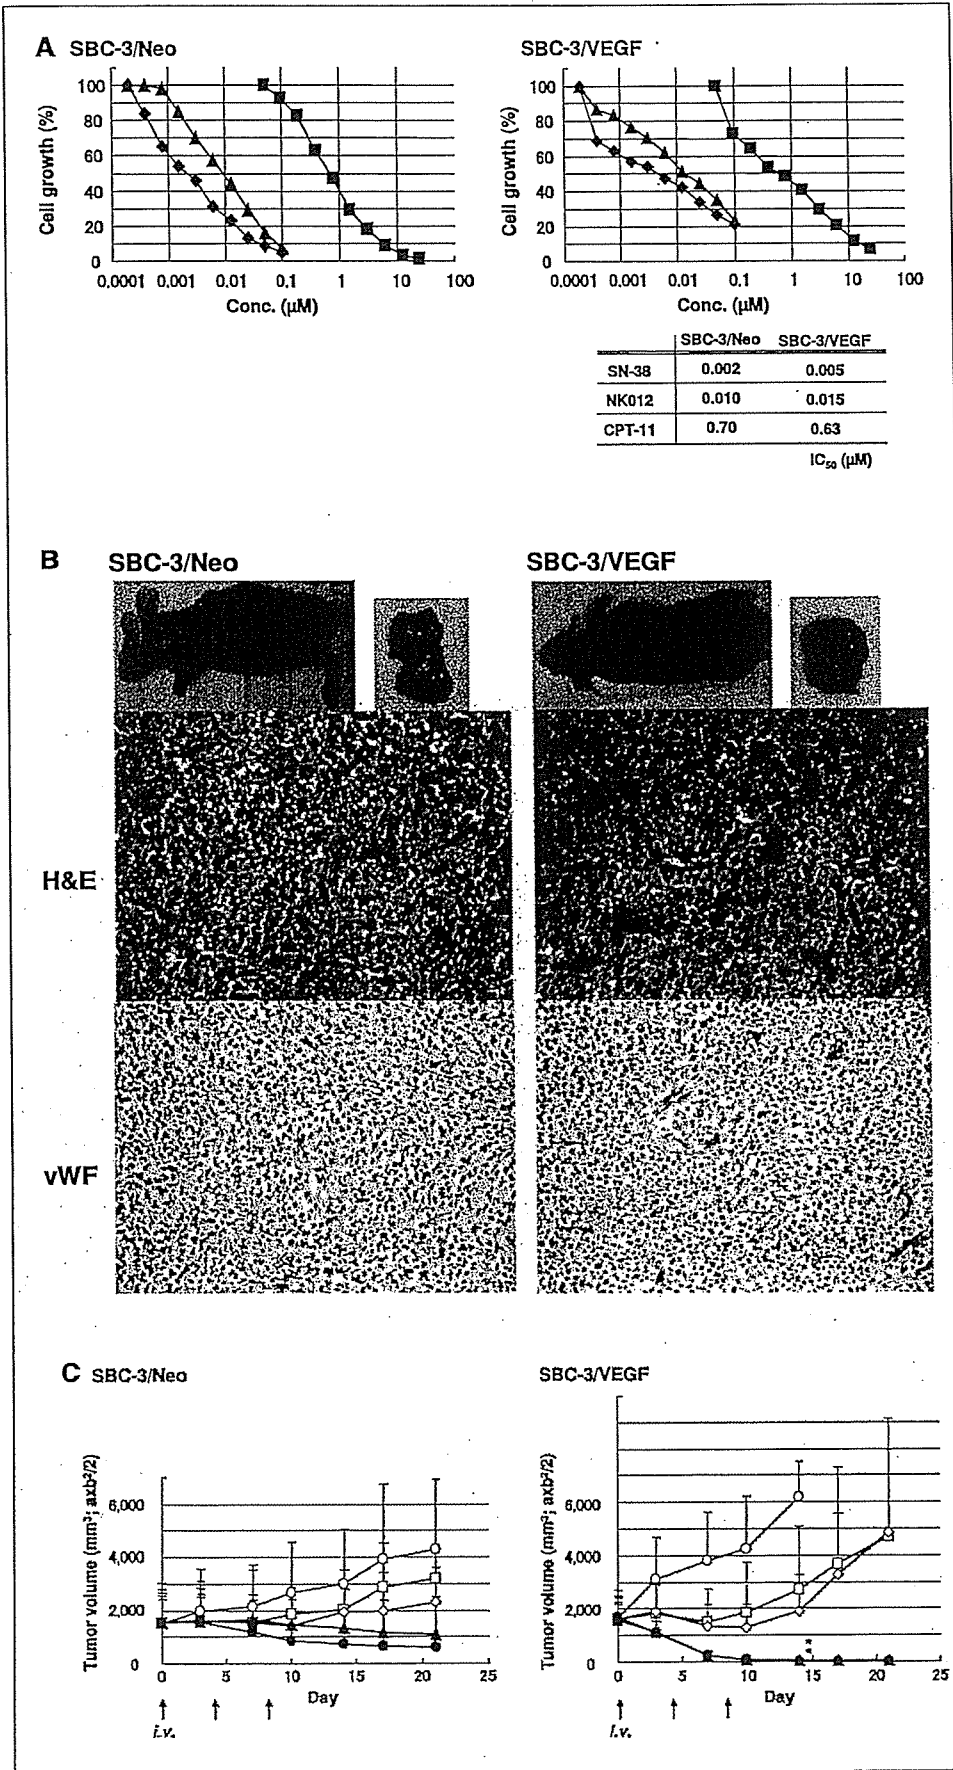 A SBC-3/Neo
SBC-3/VEGF
Cell growth (%)
100
80
60
40
20
0
0.0001 0.001 0.01 0.1 1 10 100
Conc. (µM)
Cell growth (%)
100
80
60
40
20
0
0.0001 0.001 0.01 0.1 1 10 100
Conc. (µM)
SBC-3/Neo SBC-3/VEGF
SN-38 0.002 0.005
NK012 0.010 0.015
CPT-11 0.70 0.63
IC50 (µM)
B SBC-3/Neo
SBC-3/VEGF
H&E
vWF
C SBC-3/Neo
SBC-3/VEGF
Tumor volume (mm³; axb²/2)
6,000
4,000
2,000
0
0 5 10 15 20 25
Day
i.v.
Tumor volume (mm³; axb²/2)
6,000
4,000
2,000
0
**
0 5 10 15 20 25
Day
i.v.